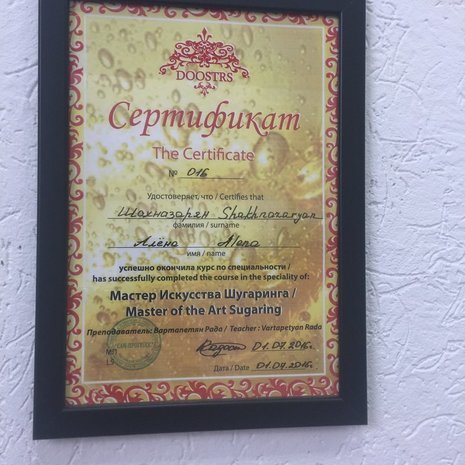 DOOSTRS
Сертификат
The Certificate
№ 016
Удостоверяет, что / Certifies that
Шахназарян Shakhnazaryan
фамилия / surname
Алёна Alena
имя / name
успешно окончила курс по специальности /
has successfully completed the course in the speciality of:
Мастер Искусства Шугаринга /
Master of the Art Sugaring
Преподаватель: Вартапетян Рада / Teacher : Vartapetyan Rada
01.07.2016г.
Дата / Date 01.07.2016г.